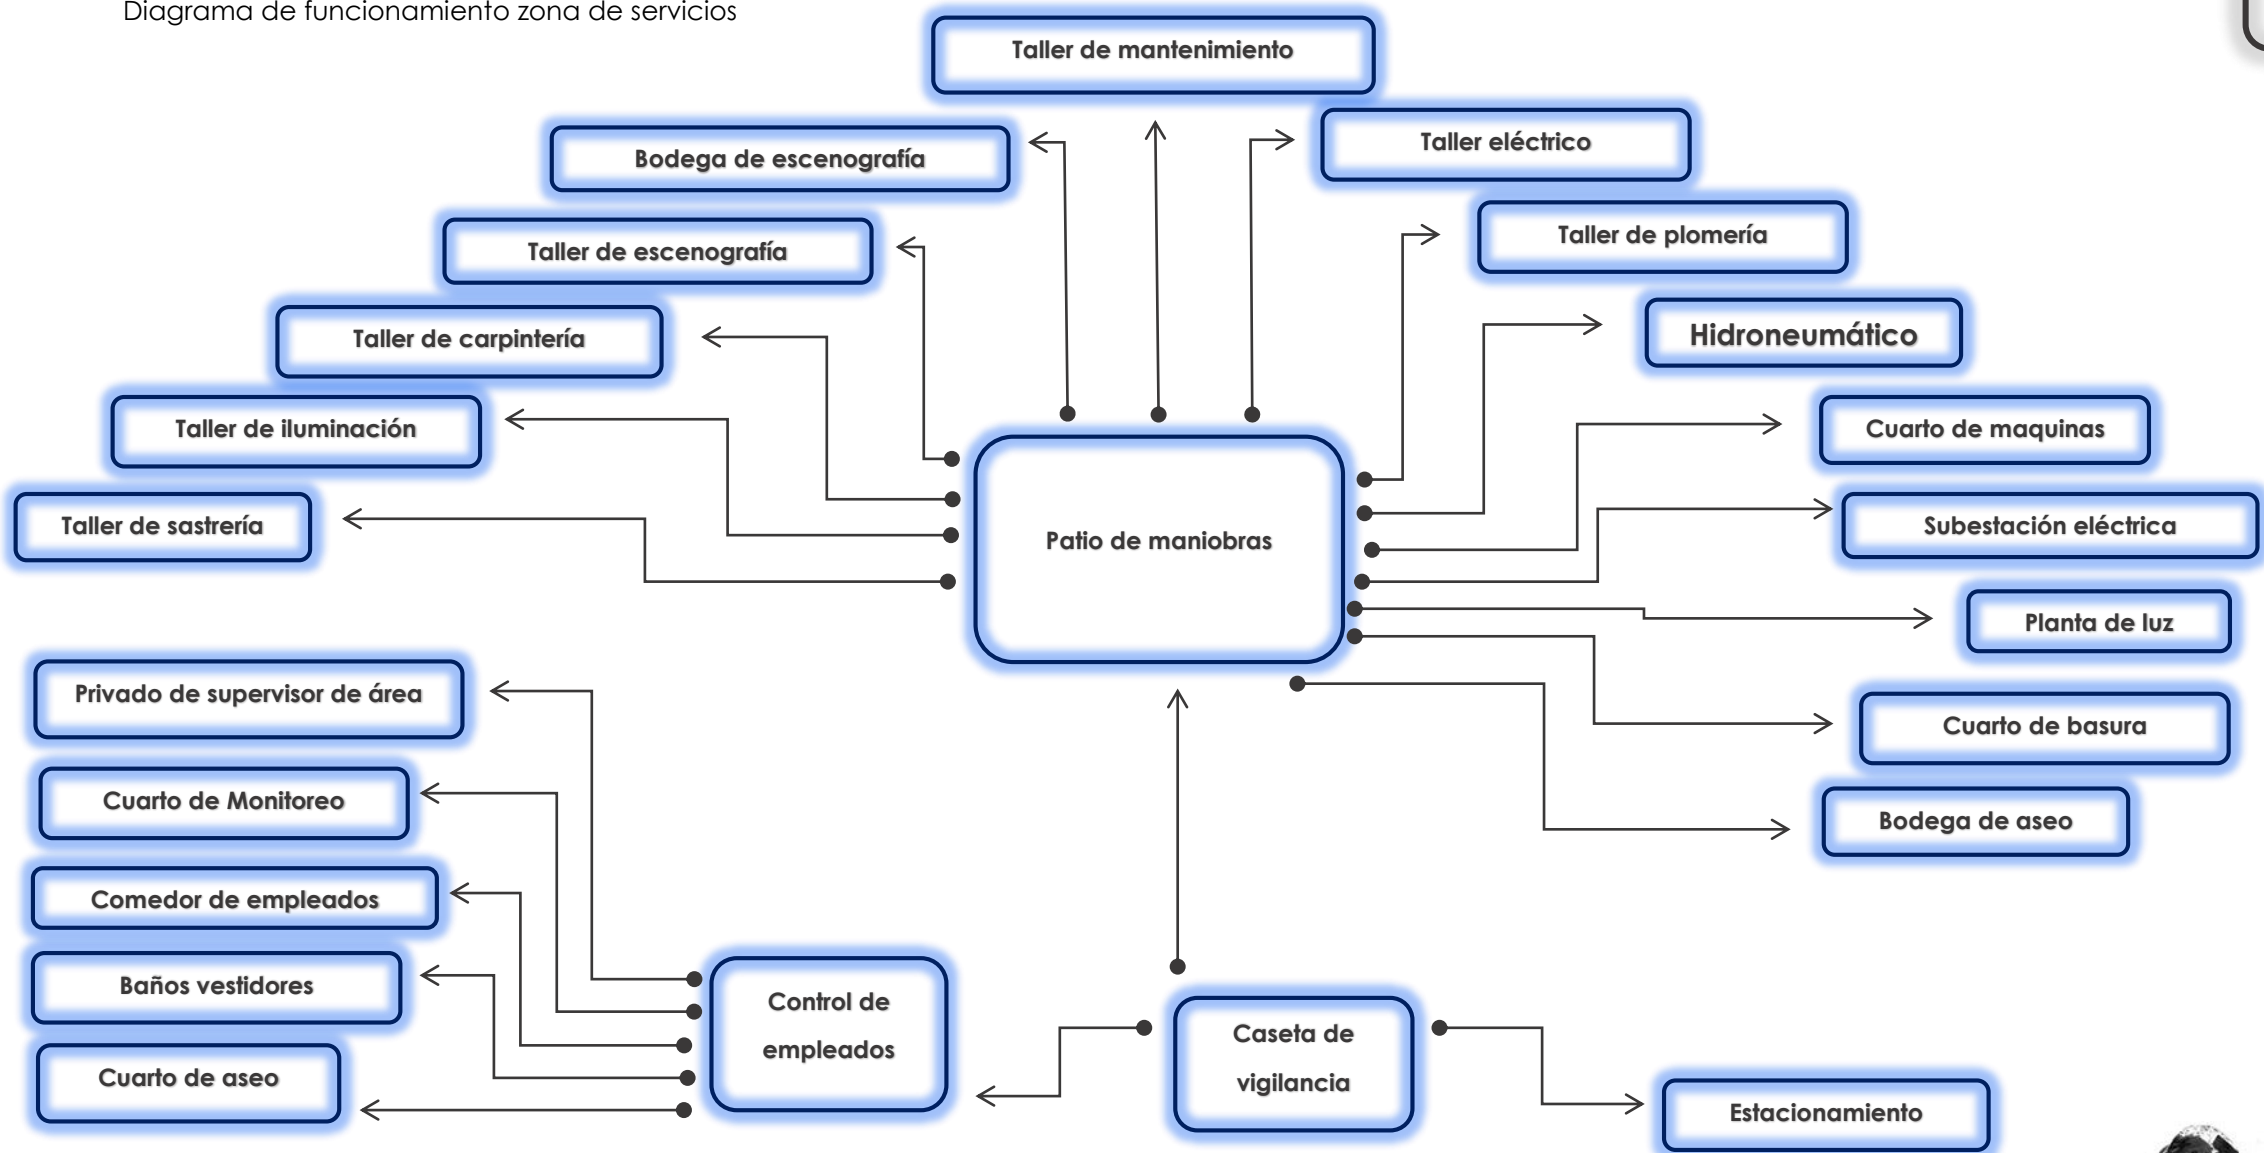 Diagrama de funcionamiento zona de servicios
Taller de mantenimiento
Taller eléctrico
Bodega de escenografía
Taller de plomería
Taller de escenografía
Hidroneumático
Taller de carpintería
Taller de iluminación
Cuarto de maquinas
Taller de sastrería
Subestación eléctrica
Patio de maniobras
Planta de luz
Privado de supervisor de área
Cuarto de basura
Cuarto de Monitoreo
Bodega de aseo
Comedor de empleados
Baños vestidores
Control de
empleados
Caseta de
vigilancia
Cuarto de aseo
Estacionamiento